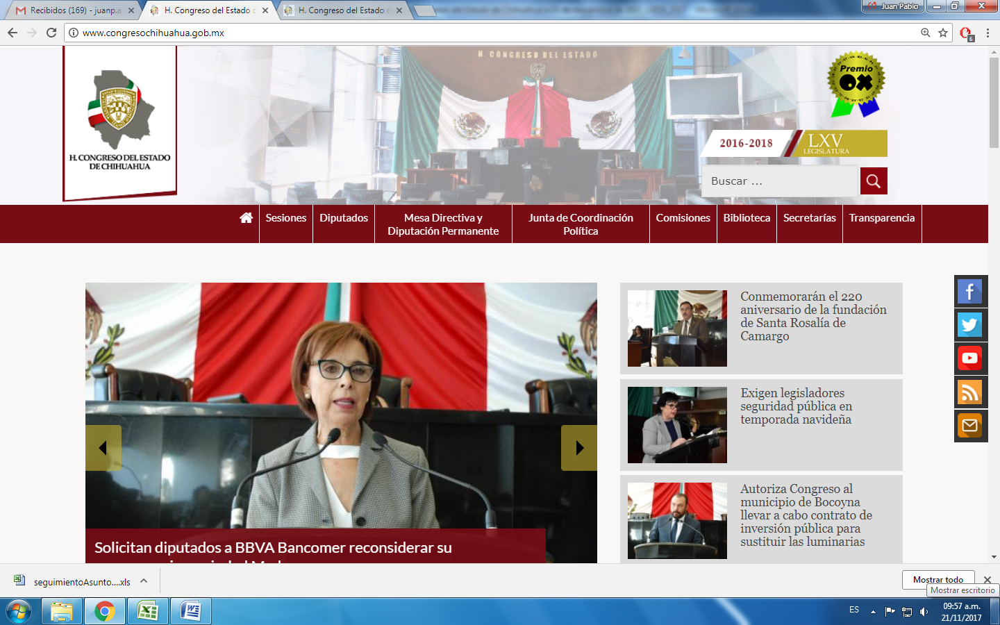 Recibidos (169) - juanp.a
H. Congreso del Estado d
H. Congreso del Estado d
Juan Pablo
www.congresochihuahua.gob.mx
6
H. CONGRESO DEL ESTADO
H. CONGRESO DEL ESTADO
DE CHIHUAHUA
Premio
OX
2016-2018
LXV
LEGISLATURA
Buscar ...
Sesiones
Diputados
Mesa Directiva y
Diputación Permanente
Junta de Coordinación
Política
Comisiones
Biblioteca
Secretarías
Transparencia
Solicitan diputados a BBVA Bancomer reconsiderar su
Conmemorarán el 220
aniversario de la fundación
de Santa Rosalía de
Camargo
Exigen legisladores
seguridad pública en
temporada navideña
Autoriza Congreso al
municipio de Bocoyna
llevar a cabo contrato de
inversión pública para
sustituir las luminarias
seguimientoAsunto....xls
Mostrar todo
Mostrar escritorio
ES
09:57 a.m.
21/11/2017